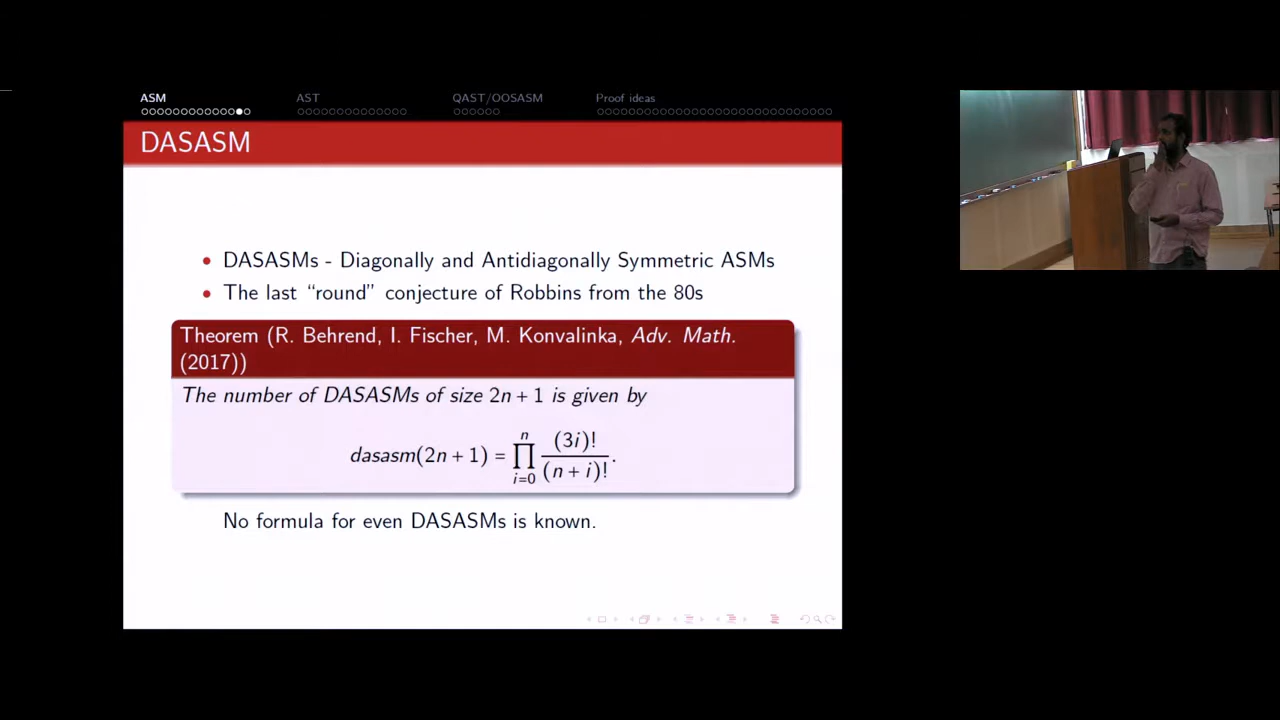 ASM AST QAST/OOSASM Proof ideas
DASASM
• DASASMs - Diagonally and Antidiagonally Symmetric ASMs
• The last “round” conjecture of Robbins from the 80s
Theorem (R. Behrend, I. Fischer, M. Konvalinka, Adv. Math.
(2017))
The number of DASASMs of size 2n + 1 is given by
dasasm(2n + 1) = ∏_{i=0}^{n} (3i)! / (n + i)! .
No formula for even DASASMs is known.